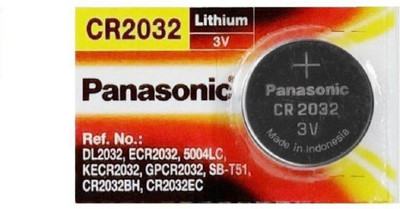 CR2032
Lithium
3V
Panasonic
Ref. No.:
DL2032, ECR2032, 5004LC,
KECR2032, GPCR2032, SB-T51,
CR2032BH, CR2032EC
+
Panasonic
CR 2032
3V
Made in Indonesia